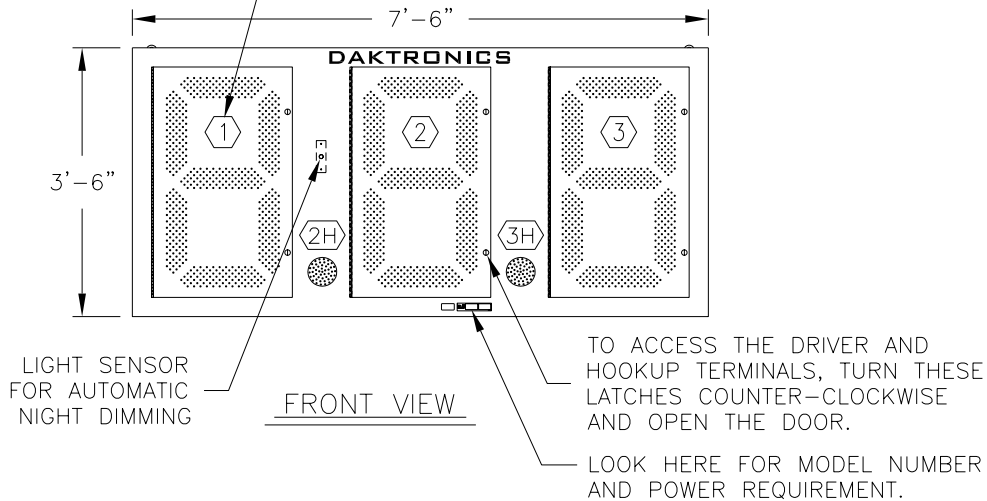 7'-6"
DAKTRONICS
1
2
3
3'-6"
2H
3H
LIGHT SENSOR
FOR AUTOMATIC
NIGHT DIMMING
FRONT VIEW
TO ACCESS THE DRIVER AND
HOOKUP TERMINALS, TURN THESE
LATCHES COUNTER-CLOCKWISE
AND OPEN THE DOOR.
LOOK HERE FOR MODEL NUMBER
AND POWER REQUIREMENT.